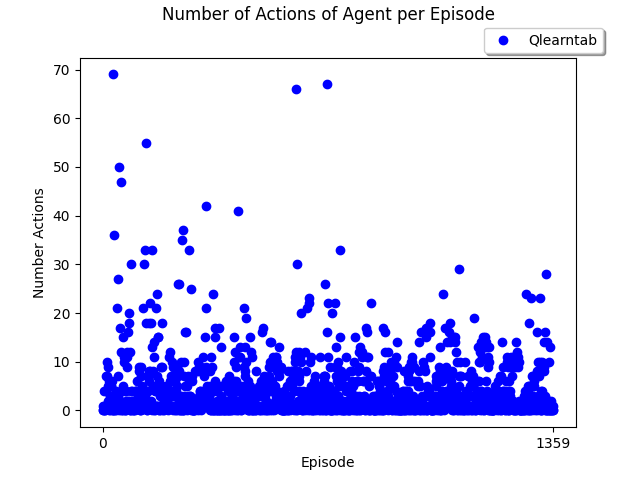 Number of Actions of Agent per Episode
Qlearntab
70
60
50
40
30
20
10
0
Number Actions
0 1359
Episode